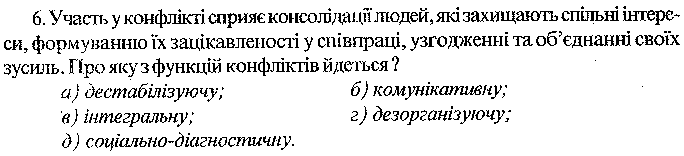 6. Участь у конфлікті сприяє консолідації людей, які захищають спільні інтере-
си, формуванню їх зацікавленості у співпраці, узгодженні та об’єднанні своїх
зусиль. Про яку з функцій конфліктів йдеться ?
а) дестабілізуючу; б) комунікативну;
в) інтегральну; г) дезорганізуючу;
д) соціально-діагностичну.